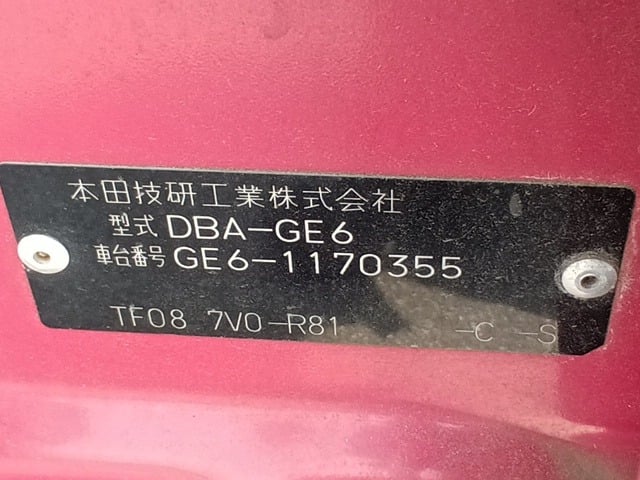 本田技研工業株式会社
型式 DBA-GE6
車台番号 GE6-1170355
TF08 7V0-R81 -C -S